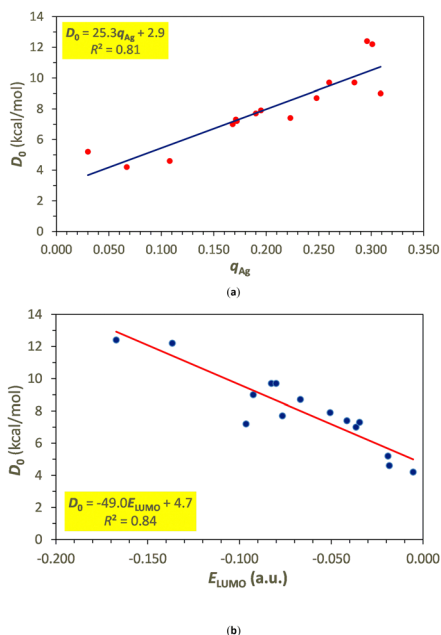 14
D₀ = 25.3qAg + 2.9
R² = 0.81
12
10
8
6
4
2
0
D₀ (kcal/mol)
0.000 0.050 0.100 0.150 0.200 0.250 0.300 0.350
qAg
(a)
14
12
10
8
6
4
2
0
D₀ (kcal/mol)
D₀ = -49.0E_LUMO + 4.7
R² = 0.84
-0.200 -0.150 -0.100 -0.050 0.000
E_LUMO (a.u.)
(b)